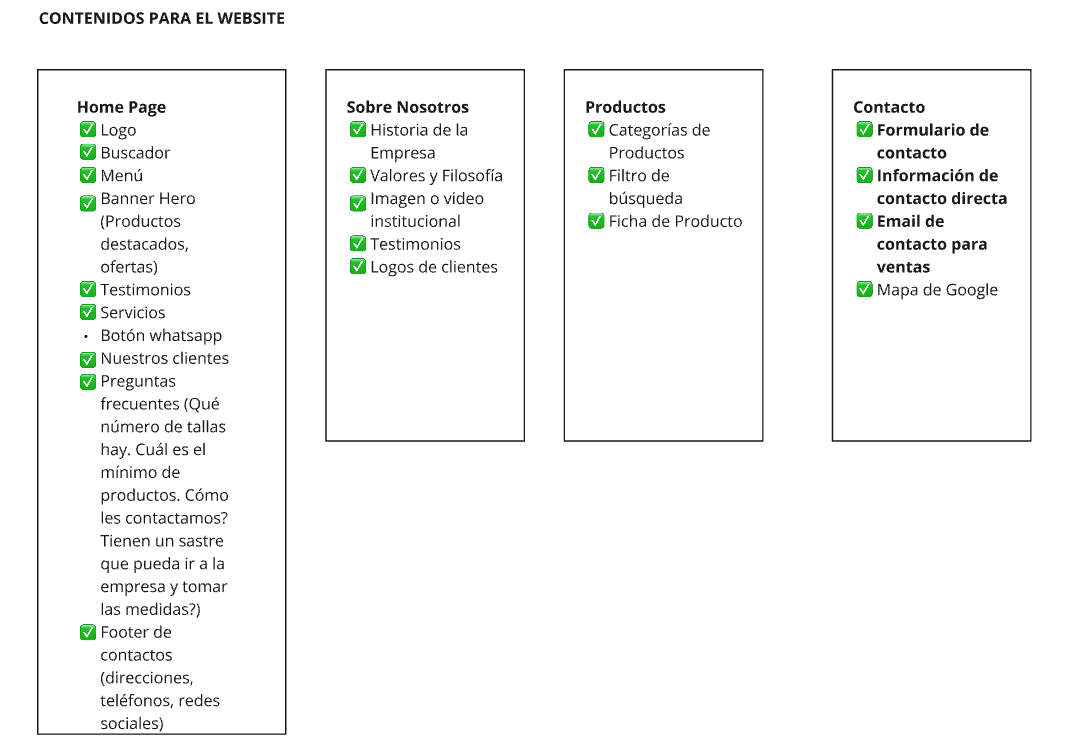 CONTENIDOS PARA EL WEBSITE
Home Page
✅ Logo
✅ Buscador
✅ Menú
✅ Banner Hero
(Productos
destacados,
ofertas)
✅ Testimonios
✅ Servicios
• Botón whatsapp
✅ Nuestros clientes
✅ Preguntas
frecuentes (Qué
número de tallas
hay. Cuál es el
mínimo de
productos. Cómo
les contactamos?
Tienen un sastre
que pueda ir a la
empresa y tomar
las medidas?)
✅ Footer de
contactos
(direcciones,
teléfonos, redes
sociales)
Sobre Nosotros
✅ Historia de la
Empresa
✅ Valores y Filosofía
✅ Imagen o video
institucional
✅ Testimonios
✅ Logos de clientes
Productos
✅ Categorías de
Productos
✅ Filtro de
búsqueda
✅ Ficha de Producto
Contacto
✅ Formulario de
contacto
✅ Información de
contacto directa
✅ Email de
contacto para
ventas
✅ Mapa de Google